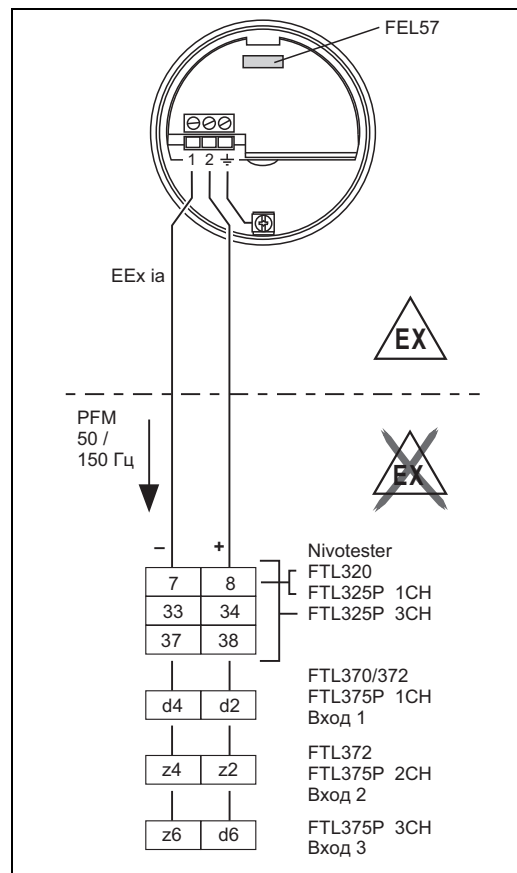 FEL57
1 2
EEx ia
EX
PFM
50 /
150 Гц
EX
– +
7 8
33 34
37 38
Nivotester
FTL320
FTL325P 1CH
FTL325P 3CH
d4 d2
FTL370/372
FTL375P 1CH
Вход 1
z4 z2
FTL372
FTL375P 2CH
Вход 2
z6 d6
FTL375P 3CH
Вход 3